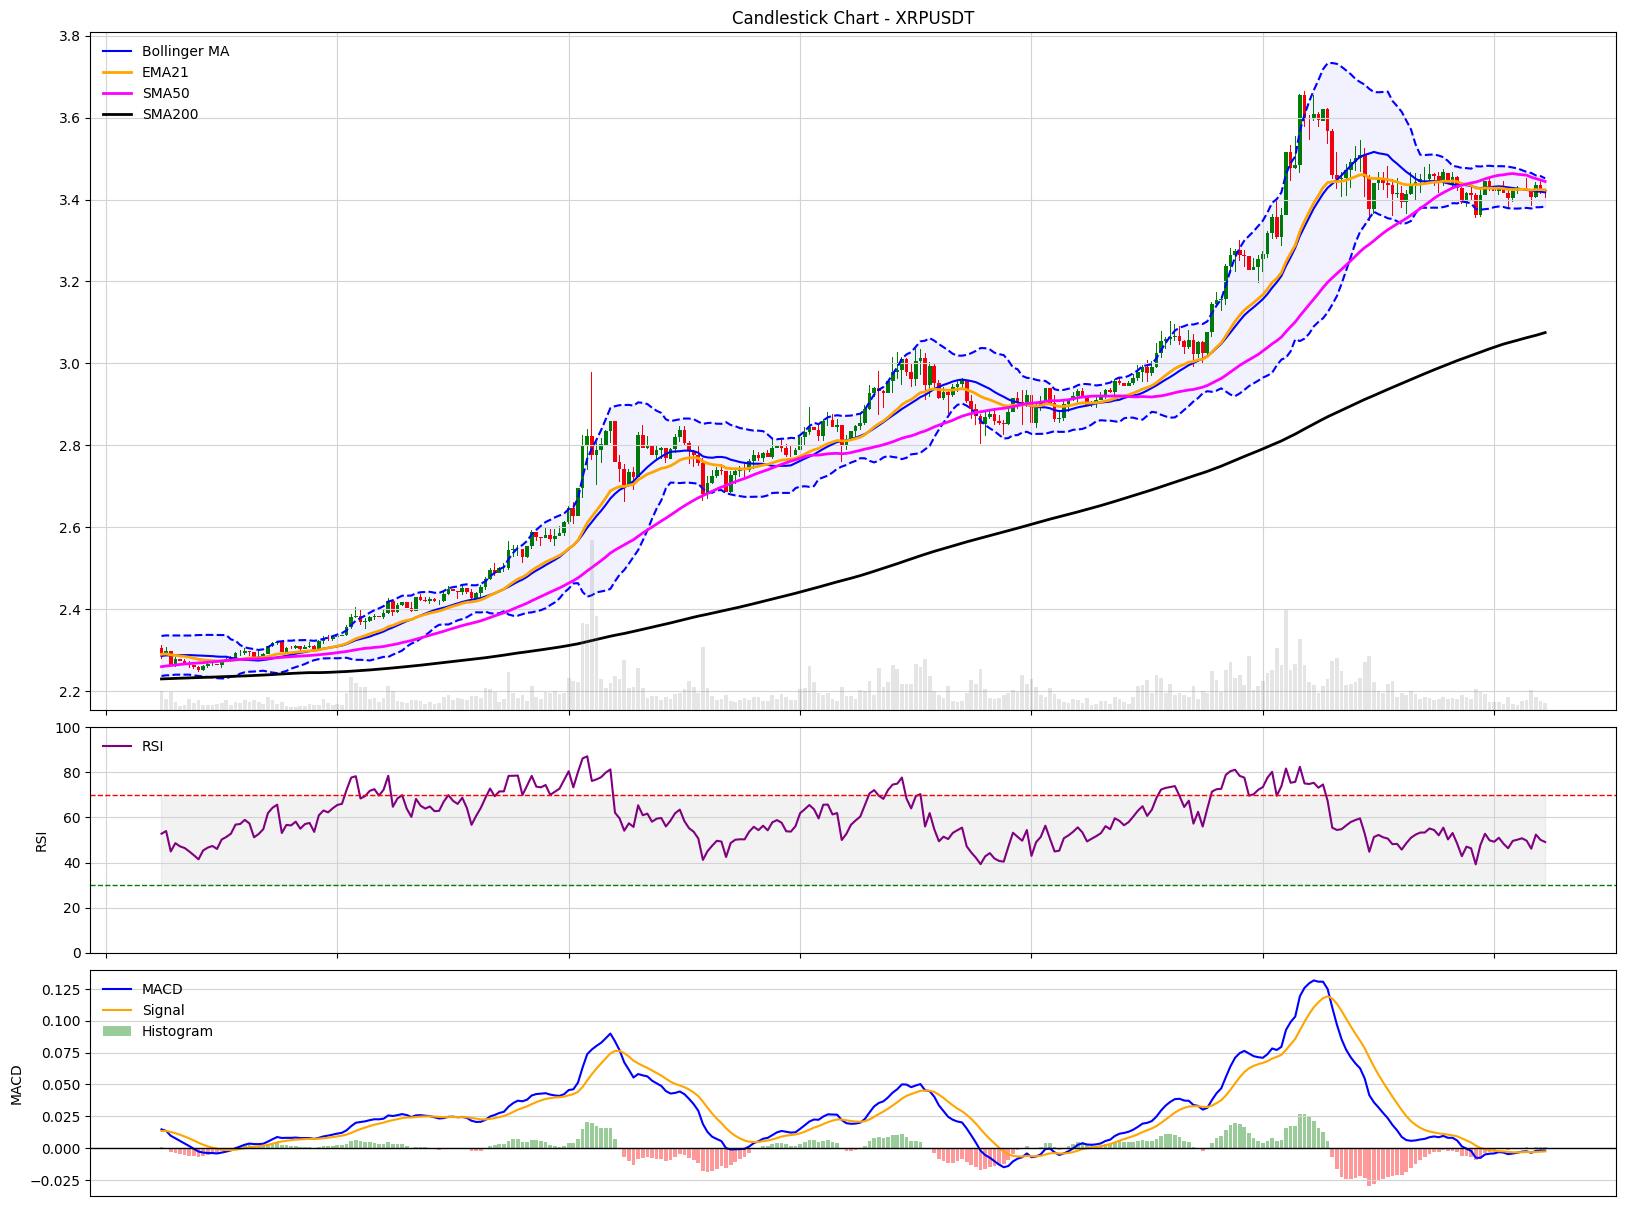 Candlestick Chart - XRPUSDT
3.8
3.6
3.4
3.2
3.0
2.8
2.6
2.4
2.2
Bollinger MA
EMA21
SMA50
SMA200
100
80
60
40
20
0
RSI
RSI
0.125
0.100
0.075
0.050
0.025
0.000
−0.025
MACD
MACD
Signal
Histogram